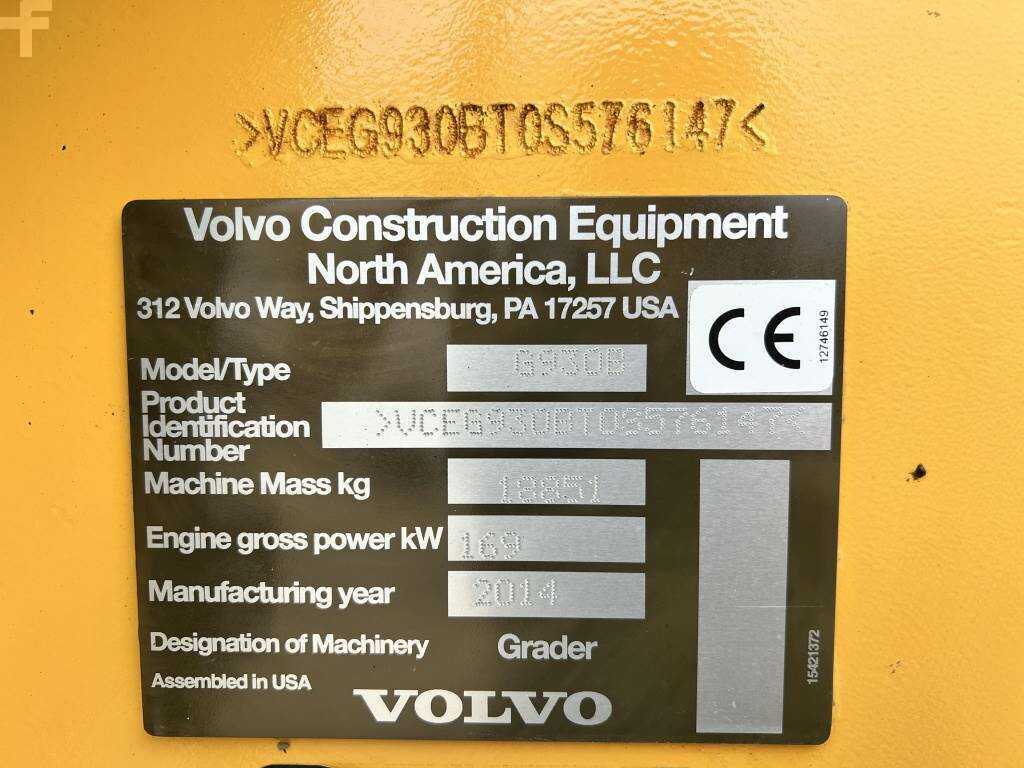 >VCEG930BT0S576147<
Volvo Construction Equipment
North America, LLC
312 Volvo Way, Shippensburg, PA 17257 USA
CE
12746149
Model/Type G930B
Product
Identification
Number >VCEG930BT0S576147<
Machine Mass kg 18851
Engine gross power kW 169
Manufacturing year 2014
Designation of Machinery Grader
Assembled in USA
VOLVO
15421372